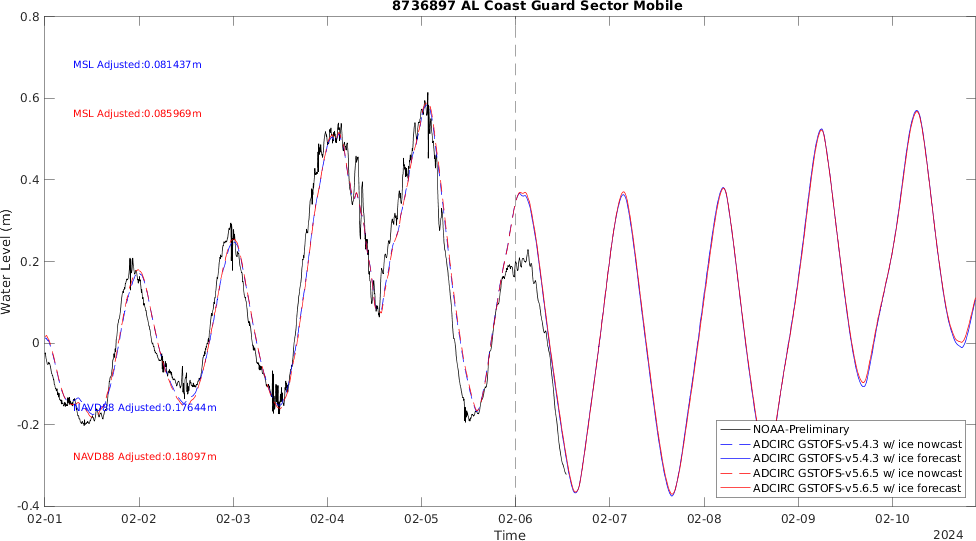 8736897 AL Coast Guard Sector Mobile
0.8
0.6
0.4
0.2
0
-0.2
-0.4
Water Level (m)
MSL Adjusted:0.081437m
MSL Adjusted:0.085969m
NAVD88 Adjusted:0.17644m
NAVD88 Adjusted:0.18097m
NOAA-Preliminary
ADCIRC GSTOFS-v5.4.3 w/ ice nowcast
ADCIRC GSTOFS-v5.4.3 w/ ice forecast
ADCIRC GSTOFS-v5.6.5 w/ ice nowcast
ADCIRC GSTOFS-v5.6.5 w/ ice forecast
02-01 02-02 02-03 02-04 02-05 02-06 02-07 02-08 02-09 02-10
Time
2024